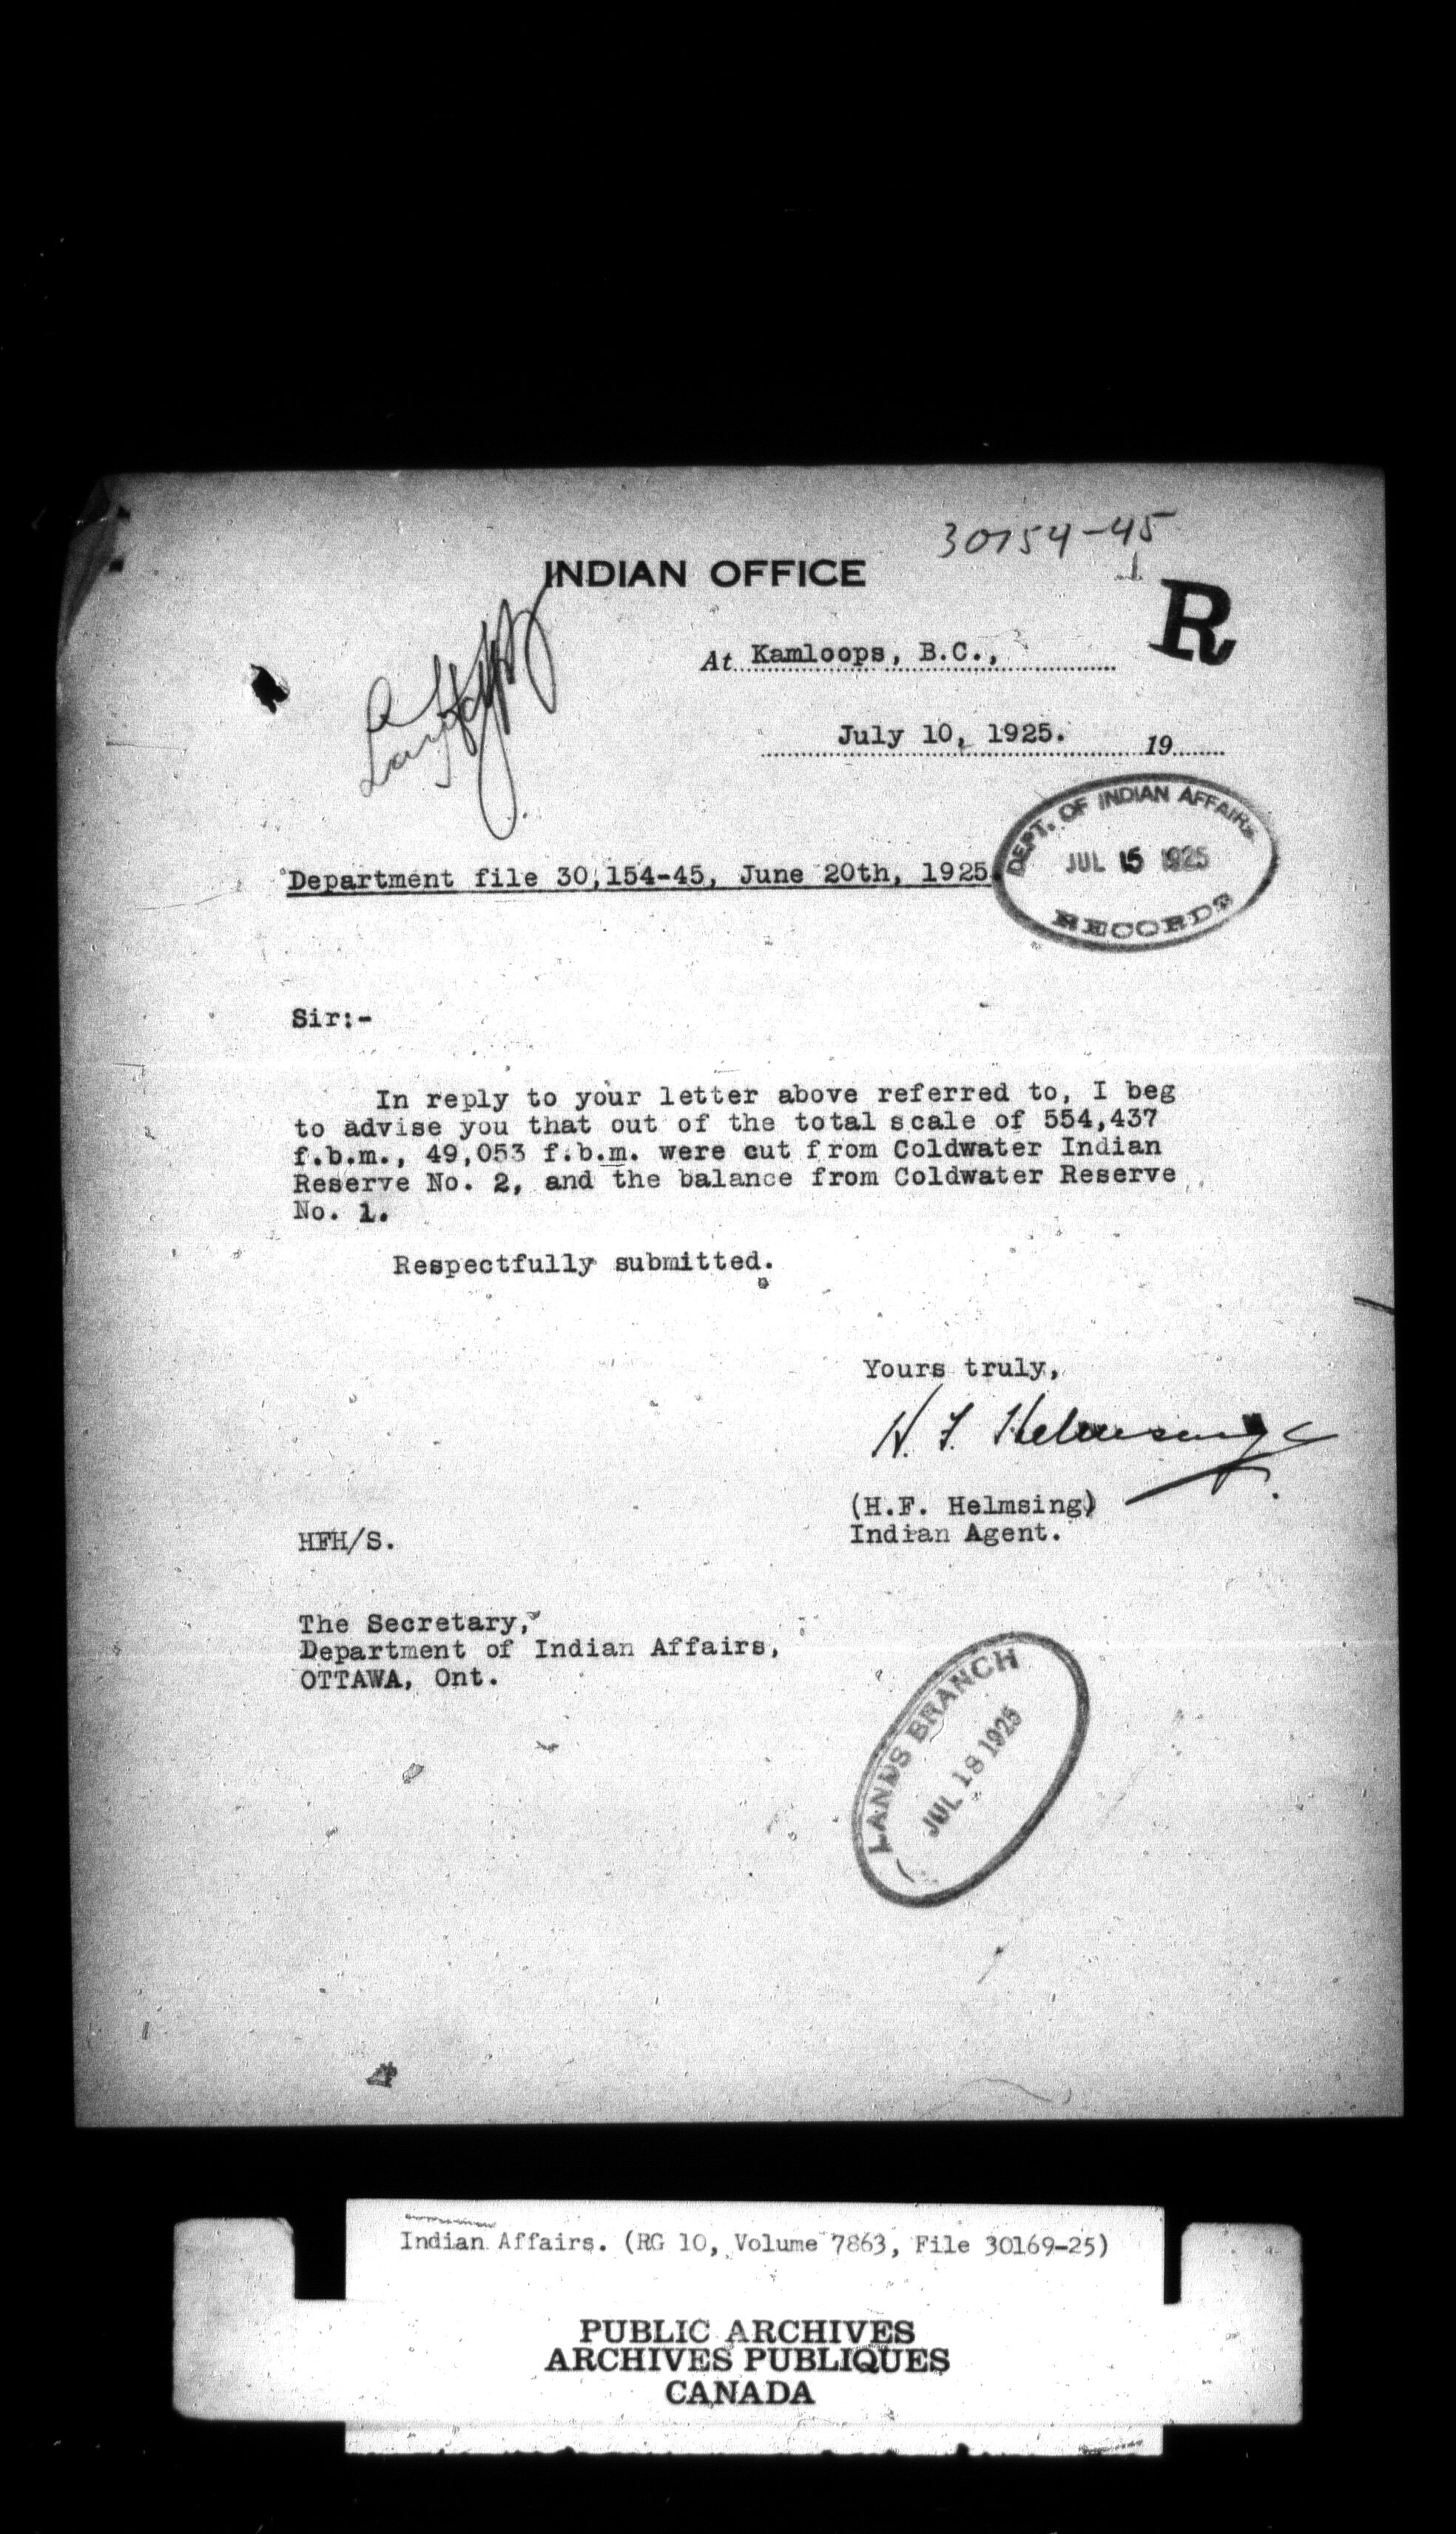 30154-45
INDIAN OFFICE
R
At Kamloops, B.C.,
July 10, 1925. 19
DEPT. OF INDIAN AFFAIRS
JUL 15 1925
RECORDS
Department file 30,154-45, June 20th, 1925.
Sir:-
In reply to your letter above referred to, I beg
to advise you that out of the total scale of 554,437
f.b.m., 49,053 f.b.m. were cut from Coldwater Indian
Reserve No. 2, and the balance from Coldwater Reserve
No. 1.
Respectfully submitted.
Yours truly,
H. F. Helmsing
(H.F. Helmsing)
Indian Agent.
HFH/S.
The Secretary,
Department of Indian Affairs,
OTTAWA, Ont.
LANDS BRANCH
JUL 18 1925
Indian Affairs. (RG 10, Volume 7863, File 30169-25)
PUBLIC ARCHIVES
ARCHIVES PUBLIQUES
CANADA